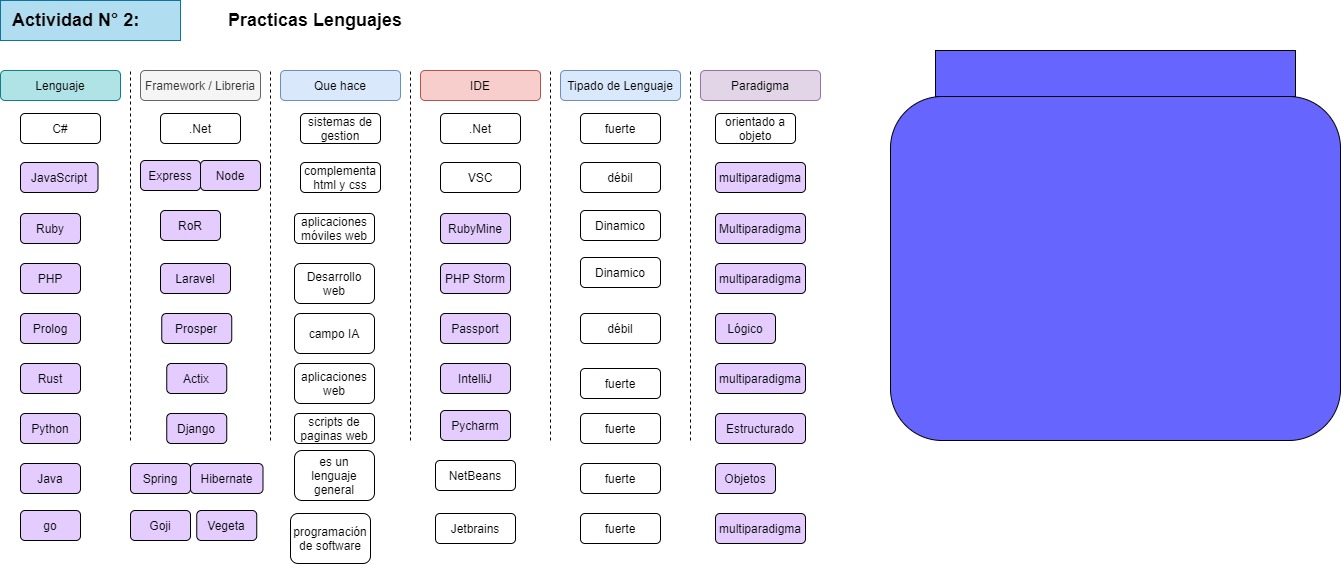 Actividad N° 2:
Practicas Lenguajes
Lenguaje
Framework / Libreria
Que hace
IDE
Tipado de Lenguaje
Paradigma
C#
.Net
sistemas de
gestion
.Net
fuerte
orientado a
objeto
JavaScript
Express
Node
complementa
html y css
VSC
débil
multiparadigma
Ruby
RoR
aplicaciones
móviles web
RubyMine
Dinamico
Multiparadigma
PHP
Laravel
Desarrollo
web
PHP Storm
Dinamico
multiparadigma
Prolog
Prosper
campo IA
Passport
débil
Lógico
Rust
Actix
aplicaciones
web
IntelliJ
fuerte
multiparadigma
Python
Django
scripts de
paginas web
Pycharm
fuerte
Estructurado
Java
Spring
Hibernate
es un
lenguaje
general
NetBeans
fuerte
Objetos
go
Goji
Vegeta
programación
de software
Jetbrains
fuerte
multiparadigma